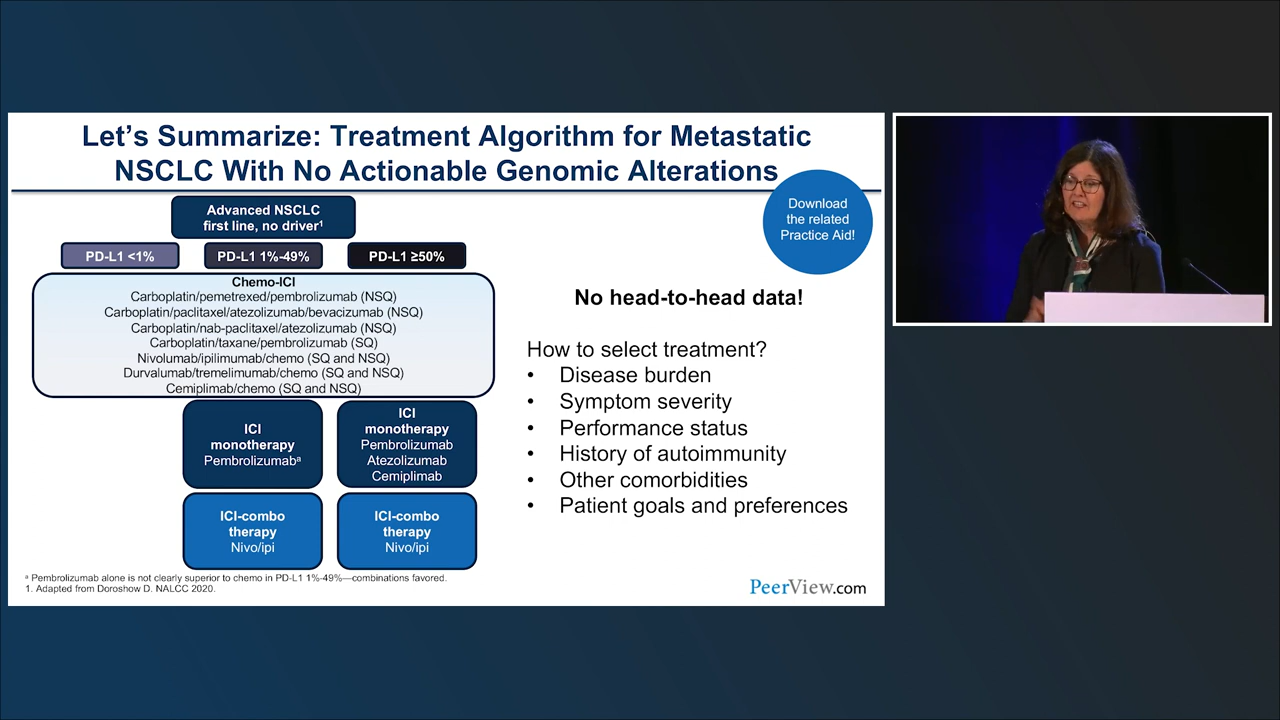 Let's Summarize: Treatment Algorithm for Metastatic
NSCLC With No Actionable Genomic Alterations
Download
the related
Practice Aid!
Advanced NSCLC
first line, no driver¹
PD-L1 <1%
PD-L1 1%-49%
PD-L1 ≥50%
Chemo-ICI
Carboplatin/pemetrexed/pembrolizumab (NSQ)
Carboplatin/paclitaxel/atezolizumab/bevacizumab (NSQ)
Carboplatin/nab-paclitaxel/atezolizumab (NSQ)
Carboplatin/taxane/pembrolizumab (SQ)
Nivolumab/ipilimumab/chemo (SQ and NSQ)
Durvalumab/tremelimumab/chemo (SQ and NSQ)
Cemiplimab/chemo (SQ and NSQ)
ICI
monotherapy
Pembrolizumabᵃ
ICI
monotherapy
Pembrolizumab
Atezolizumab
Cemiplimab
ICI-combo
therapy
Nivo/ipi
ICI-combo
therapy
Nivo/ipi
No head-to-head data!
How to select treatment?
• Disease burden
• Symptom severity
• Performance status
• History of autoimmunity
• Other comorbidities
• Patient goals and preferences
ᵃ Pembrolizumab alone is not clearly superior to chemo in PD-L1 1%-49%—combinations favored.
1. Adapted from Doroshow D. NALCC 2020.
PeerView.com